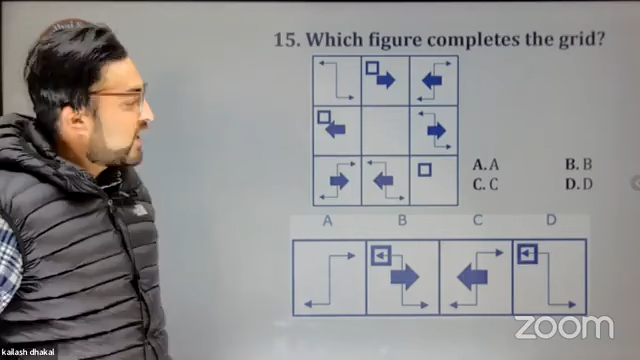 15. Which figure completes the grid?
A. A
B. B
C. C
D. D
A
B
C
D
zoom
kailash dhakal